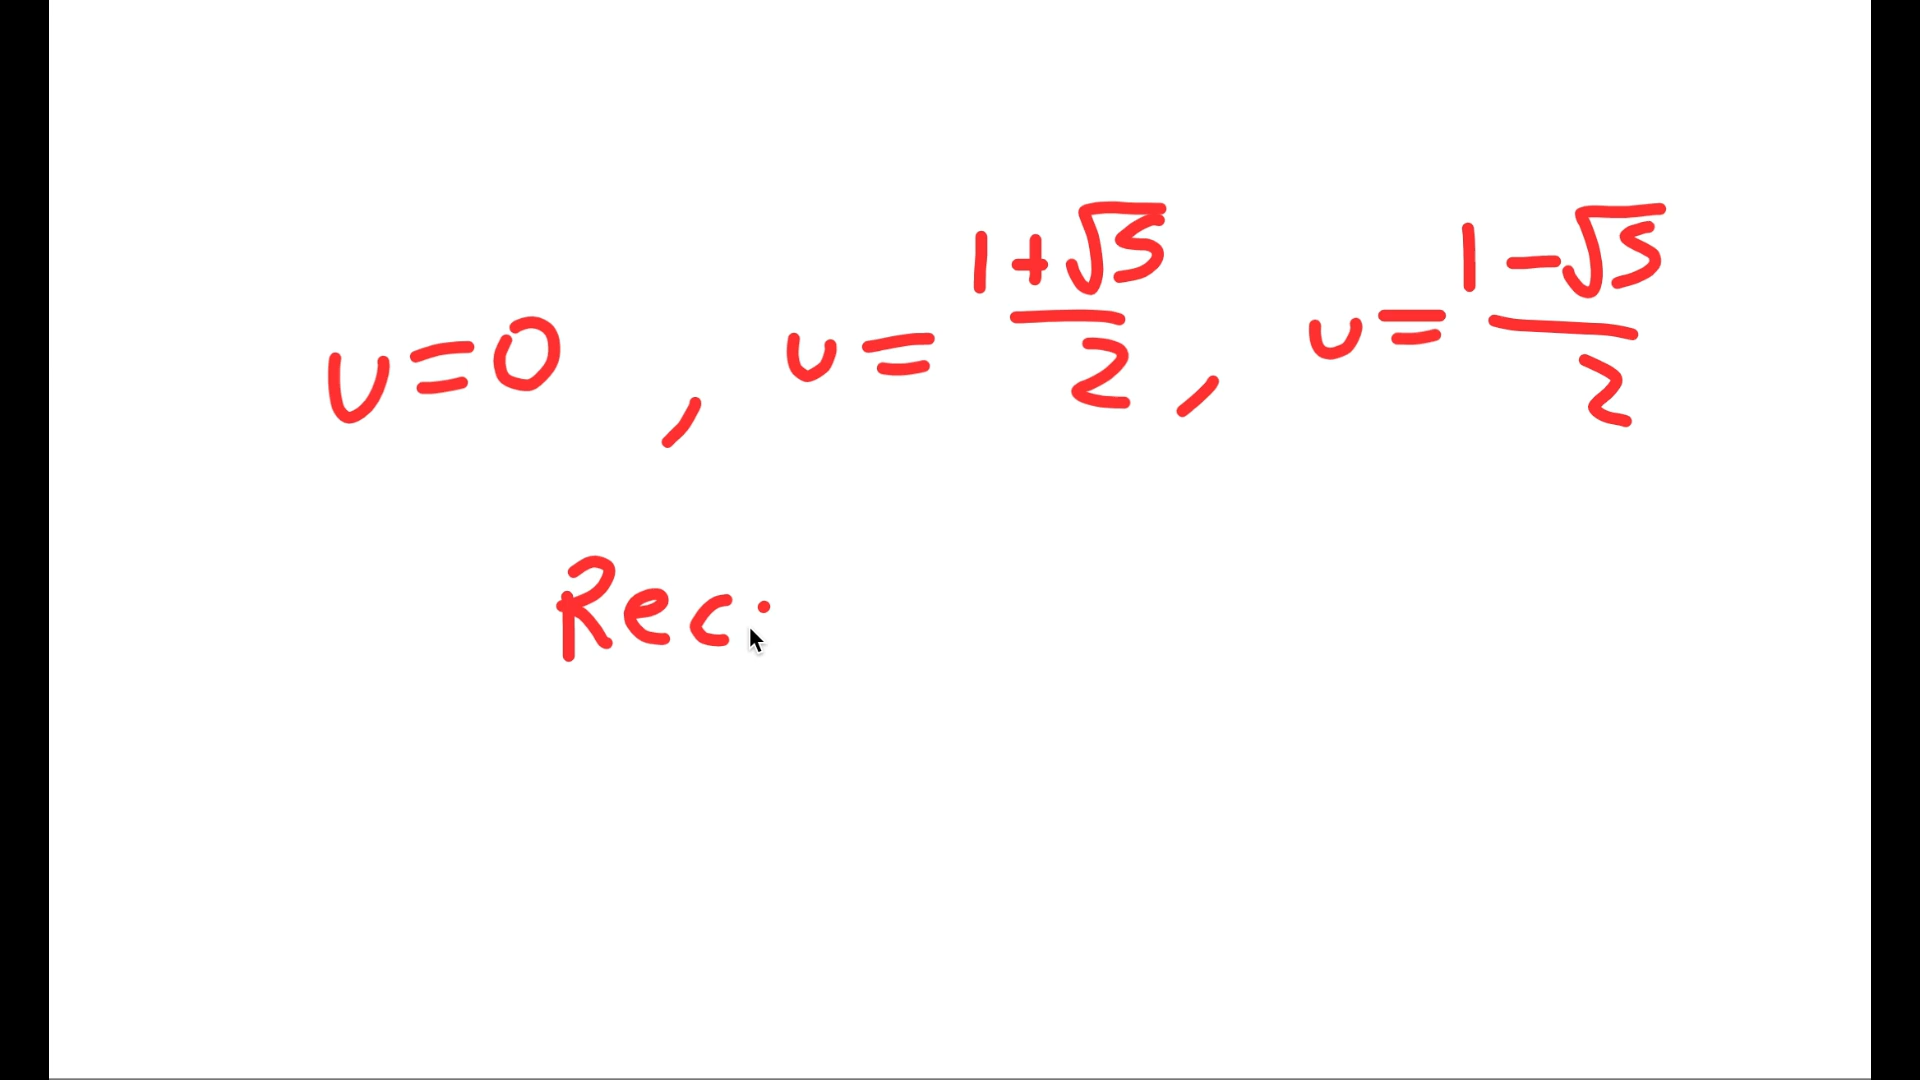 u=0 , u= (1+√5)/2 , u= (1-√5)/2
Rec.